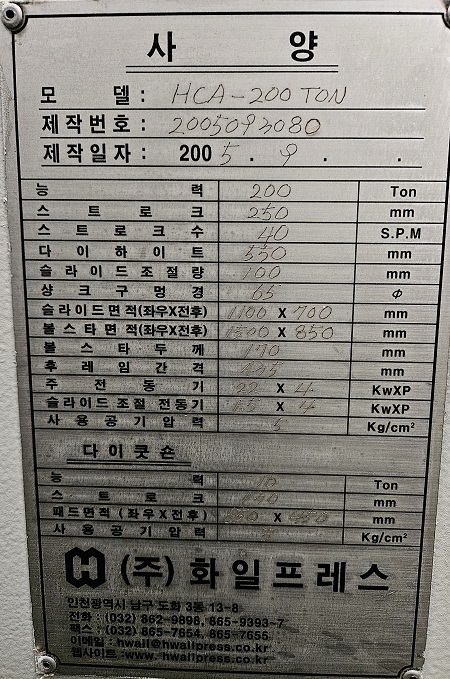 사 양
모 델 : HCA-200 TON
제작번호 : 2005093080
제작일자 : 200 5 . 9 . .
능 력 200 Ton
스 트 로 크 250 mm
스 트 로 크 수 40 S.P.M
다 이 하 이 트 550 mm
슬 라 이 드 조 절 량 100 mm
샹 크 구 멍 경 65 ϕ
슬라이드면적(좌우X전후) 1100 X 700 mm
볼스타면적(좌우X전후) X 850 mm
볼 스 타 두 께 170 mm
후 레 임 간 격 mm
주 전 동 기 22 X 4 KwXP
슬라이드 조절 전동기 X 4 KwXP
사 용 공 기 압 력 5 Kg/cm²
다 이 쿳 숀
능 력 10 Ton
스 트 로 크 mm
패드면적 (좌우X전후) X mm
사 용 공 기 압 력 Kg/cm²
(주) 화일프레스
인천광역시 남구 도화 3동 13-8
전화 : (032) 862-9896, 865-9393~7
팩스 : (032) 865-7654, 865-7655
이메일 : hwail@hwailpress.co.kr
웹사이트 : www. hwailpress.co.kr